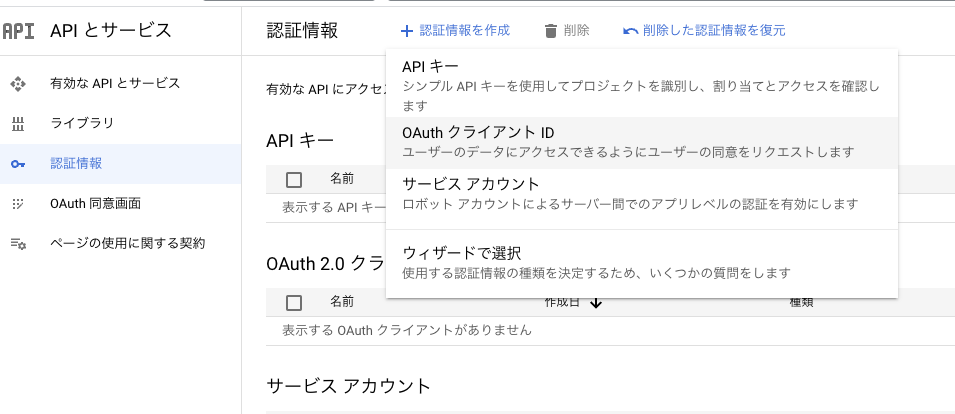 API API とサービス
認証情報
認証情報を作成
削除
削除した認証情報を復元
有効な API とサービス
ライブラリ
認証情報
OAuth 同意画面
ページの使用に関する契約
有効な API にアクセス
API キー
シンプル API キーを使用してプロジェクトを識別し、割り当てとアクセスを確認し
ます
OAuth クライアント ID
ユーザーのデータにアクセスできるようにユーザーの同意をリクエストします
サービス アカウント
ロボット アカウントによるサーバー間でのアプリレベルの認証を有効にします
ウィザードで選択
使用する認証情報の種類を決定するため、いくつかの質問をします
API キー
名前
表示する API キー
OAuth 2.0 クラ
名前
作成日
種類
表示する OAuth クライアントがありません
サービス アカウント